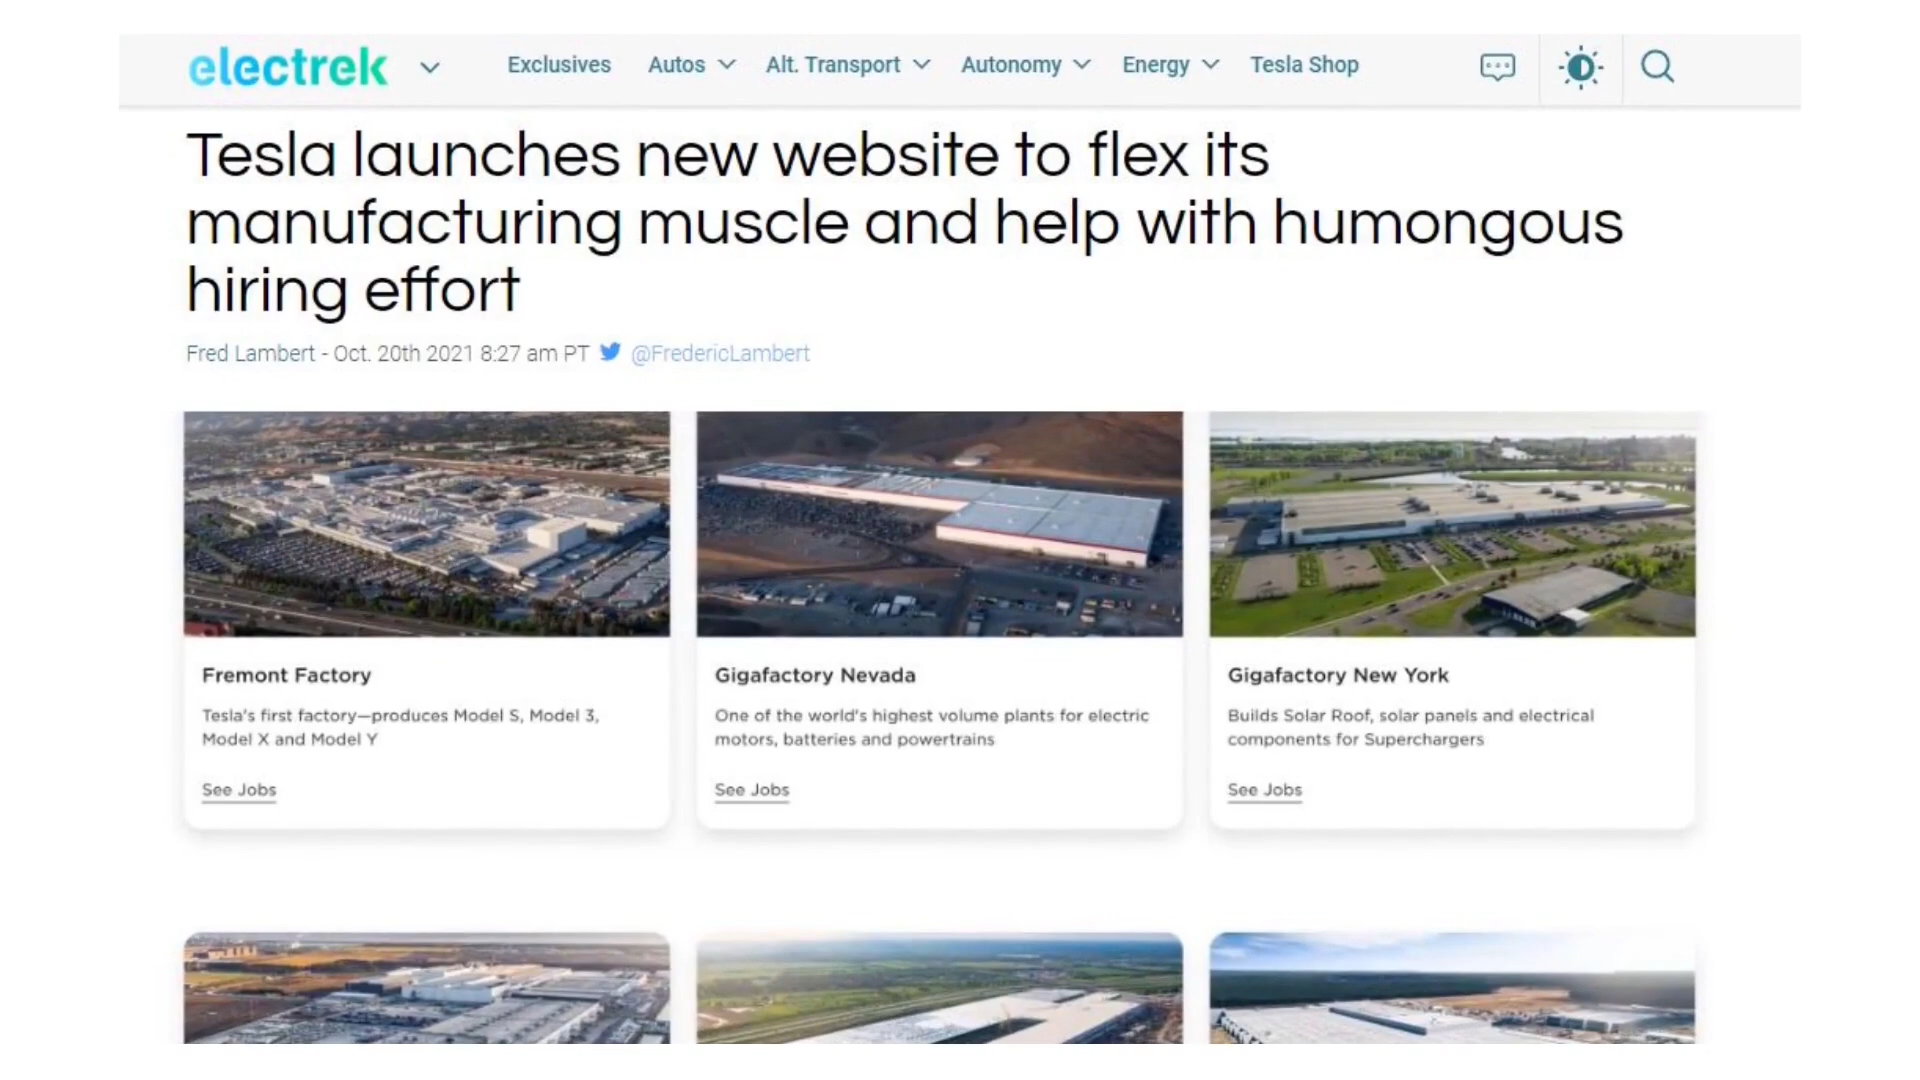 electrek
Exclusives Autos Alt. Transport Autonomy Energy Tesla Shop
Tesla launches new website to flex its
manufacturing muscle and help with humongous
hiring effort
Fred Lambert - Oct. 20th 2021 8:27 am PT @FredericLambert
Fremont Factory
Tesla's first factory—produces Model S, Model 3,
Model X and Model Y
See Jobs
Gigafactory Nevada
One of the world's highest volume plants for electric
motors, batteries and powertrains
See Jobs
Gigafactory New York
Builds Solar Roof, solar panels and electrical
components for Superchargers
See Jobs